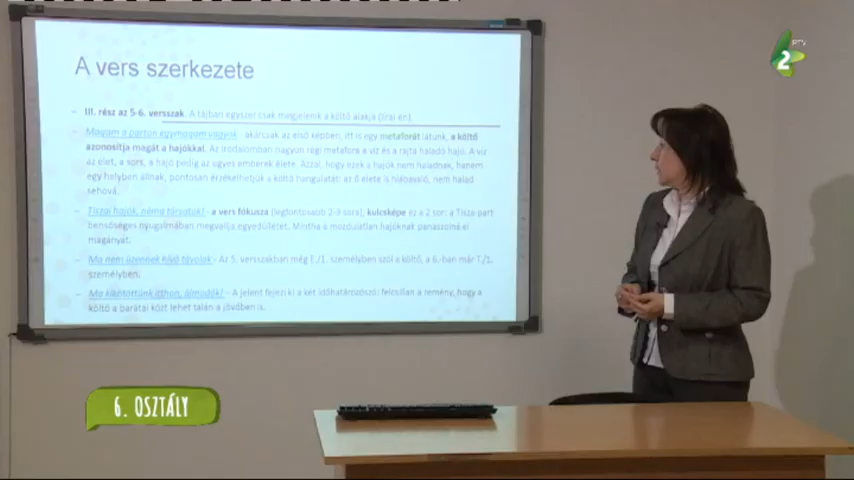 RTV
2
A vers szerkezete
– III. rész az 5-6. versszak. A tájban egyszer csak megjelenik a költő alakja (lírai én).
– Magam a parton egymagam vagyok - akárcsak az első képben, itt is egy metaforát látunk, a költő
azonosítja magát a hajókkal. Az irodalomban nagyon régi metafora a víz és a rajta haladó hajó. A víz
az élet, a sors, a hajó pedig az egyes emberek élete. Azzal, hogy ezek a hajók nem haladnak, hanem
egy helyben állnak, pontosan érzékelhetjük a költő hangulatát: az ő élete is hiábavaló, nem halad
sehová.
– Tiszai hajók, néma társatok! - a vers fókusza (legfontosabb 2-3 sora), kulcsképe ez a 2 sor: a Tisza-part
bensőséges nyugalmában megvallja egyedüllétét. Mintha a mozdulatlan hajóknak panaszolná el
magányát.
– Ma nem üzennek hívó távolok - Az 5. versszakban még E./1. személyben szól a költő, a 6.-ban már T./1.
személyben.
– Ma kikötöttünk itthon, álmodók! - A jelent fejezi ki a két időhatározószó: felcsillan a remény, hogy a
költő a barátai közt lehet talán a jövőben is.
6. OSZTÁLY